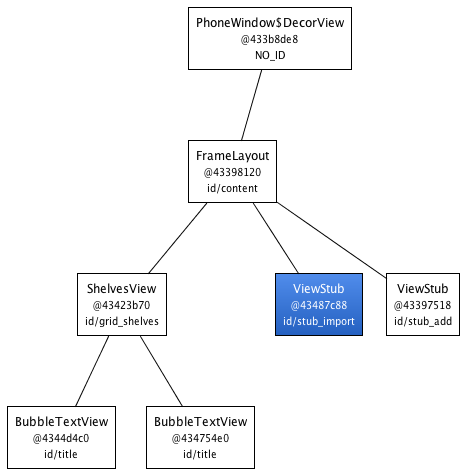 PhoneWindow$DecorView
@433b8de8
NO_ID
FrameLayout
@43398120
id/content
ShelvesView
@43423b70
id/grid_shelves
ViewStub
@43487c88
id/stub_import
ViewStub
@43397518
id/stub_add
BubbleTextView
@4344d4c0
id/title
BubbleTextView
@434754e0
id/title